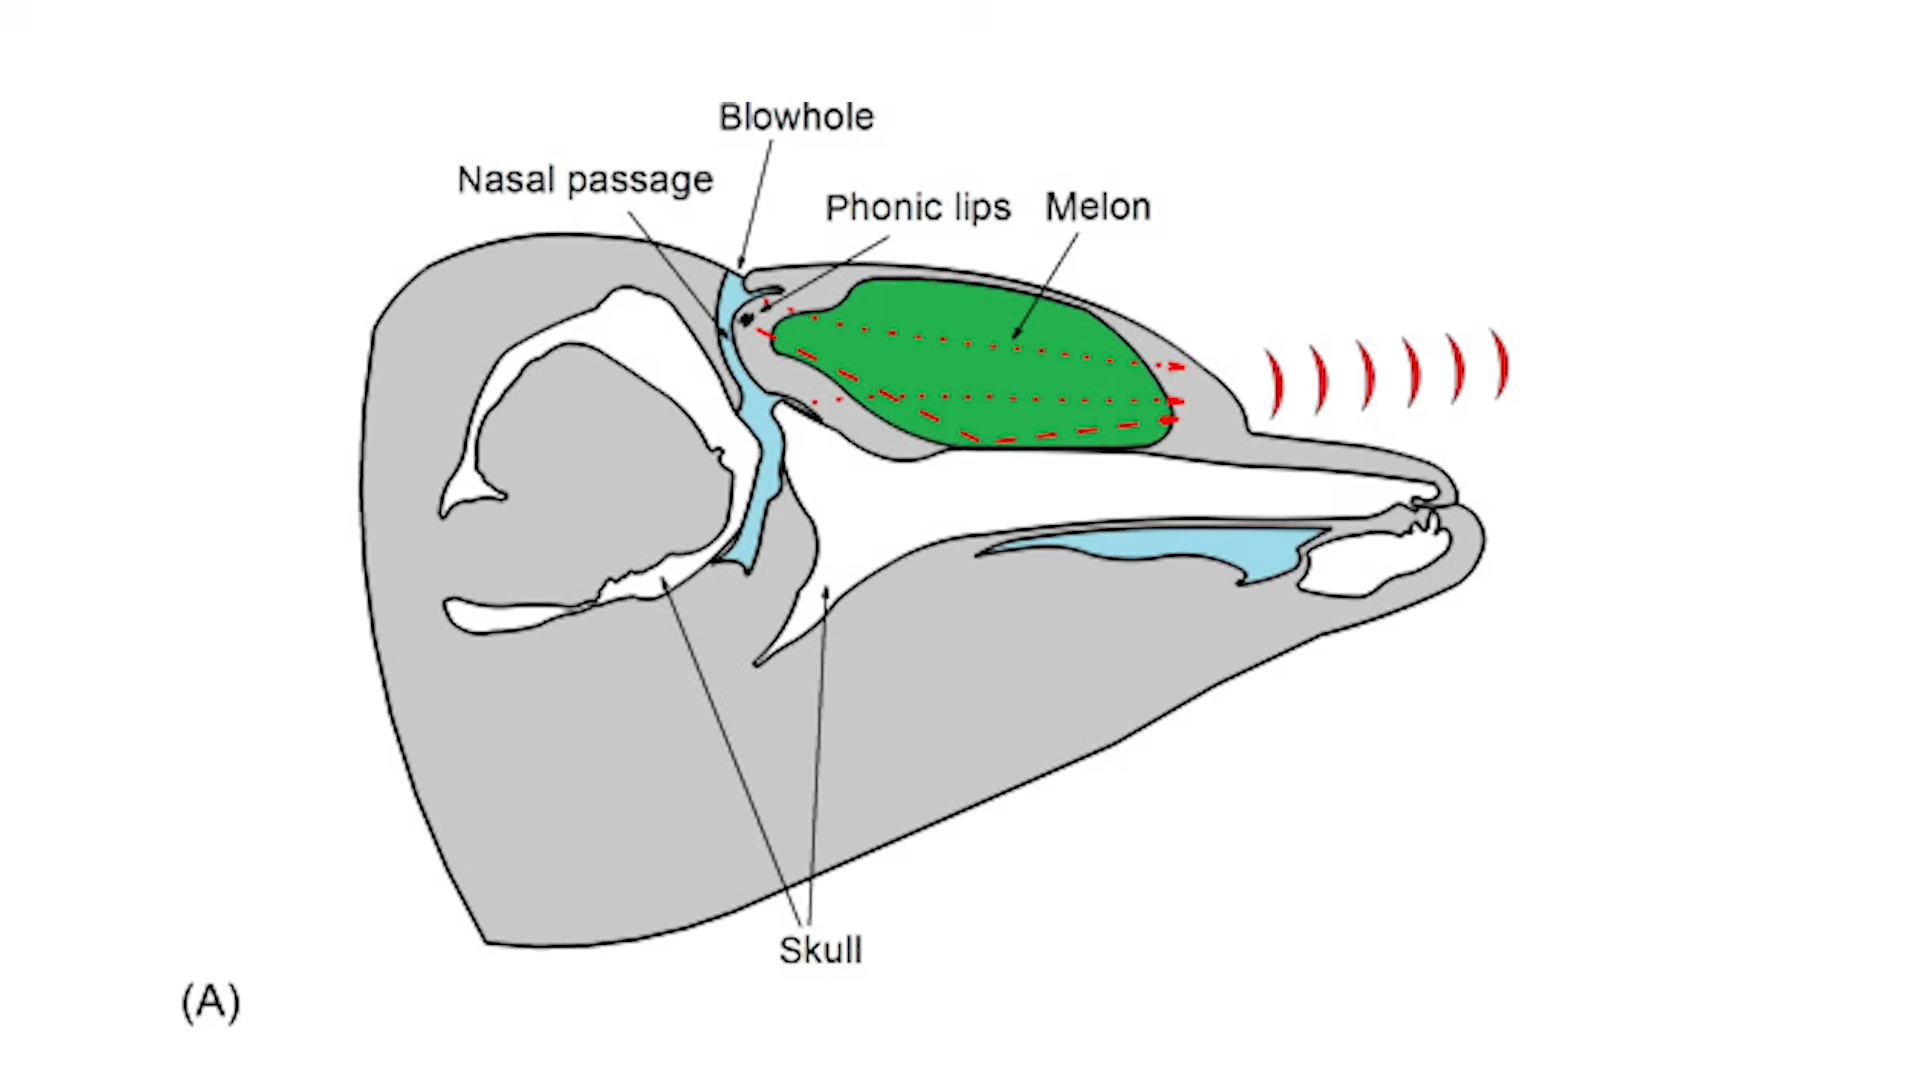 Blowhole
Nasal passage
Phonic lips
Melon
Skull
(A)